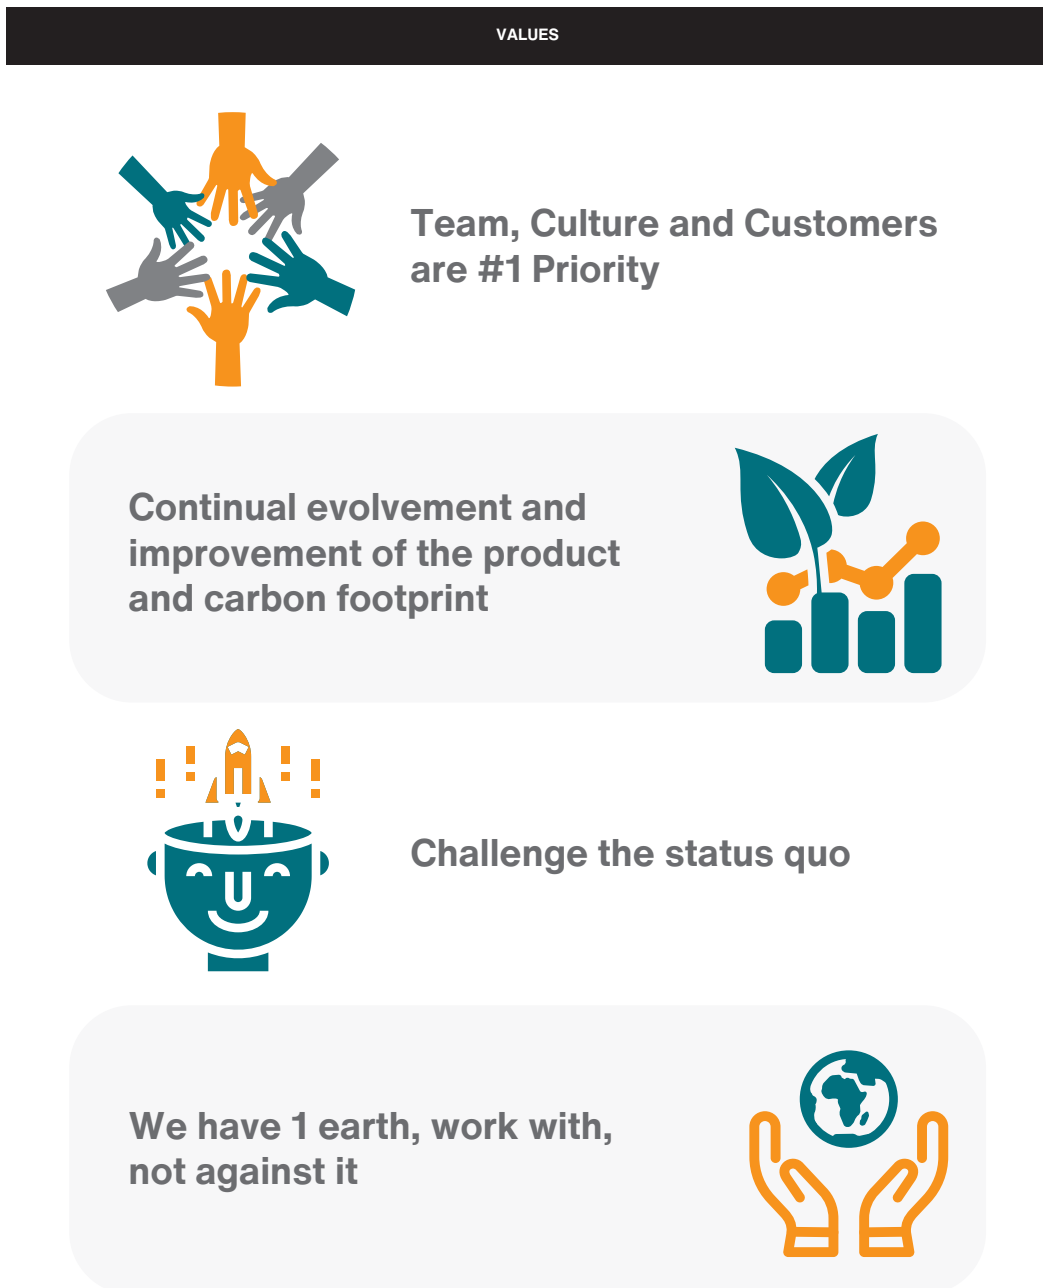 VALUES
Team, Culture and Customers
are #1 Priority
Continual evolvement and
improvement of the product
and carbon footprint
Challenge the status quo
We have 1 earth, work with,
not against it